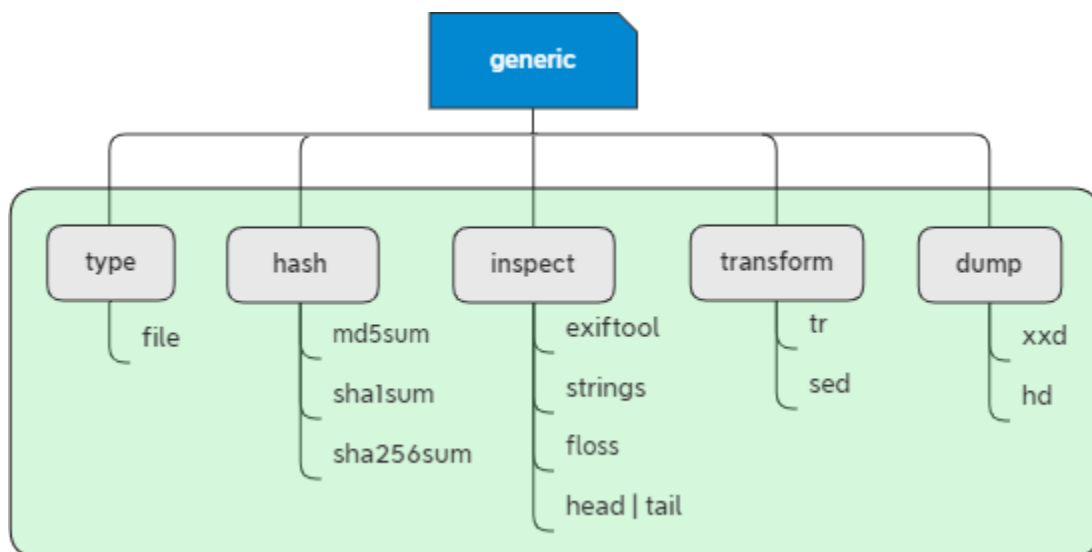 generic
type
hash
inspect
transform
dump
file
md5sum
sha1sum
sha256sum
exiftool
strings
floss
head | tail
tr
sed
xxd
hd